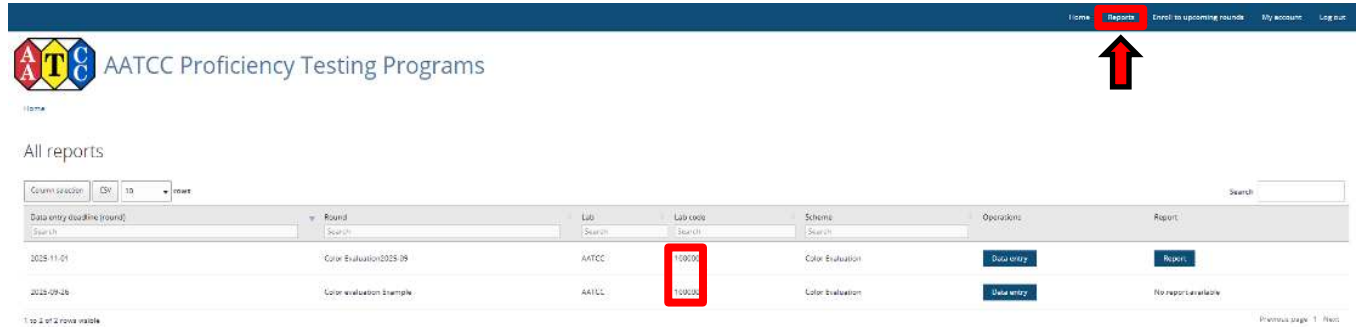 Home Reports Enroll to upcoming rounds My account Log out
A A T C C AATCC Proficiency Testing Programs
Home
All reports
Column selection CSV 10 rows Search
Data entry deadline (round) Round Lab Lab code Scheme Operations Report
Search Search Search Search Search
2025-11-01 Color Evaluation2025-09 AATCC 100000 Color Evaluation Data entry Report
2025-09-26 Color evaluation Example AATCC 100000 Color Evaluation Data entry No report available
1 to 2 of 2 rows visible Previous page 1 Next